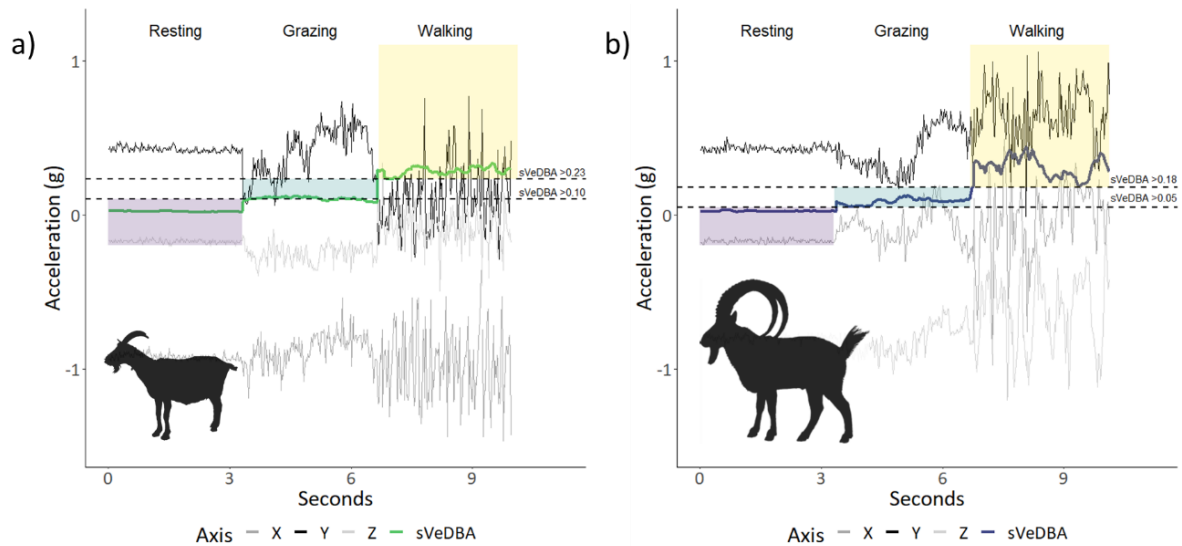 a)
Resting Grazing Walking
1
0
-1
Acceleration (g)
sVeDBA >0.23
sVeDBA >0.10
0 3 6 9
Seconds
Axis X Y Z sVeDBA
b)
Resting Grazing Walking
1
0
-1
Acceleration (g)
sVeDBA >0.18
sVeDBA >0.05
0 3 6 9
Seconds
Axis X Y Z sVeDBA